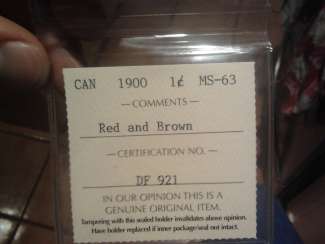 CAN 1900 1¢ MS-63
— COMMENTS —
Red and Brown
— CERTIFICATION NO. —
DF 921
IN OUR OPINION THIS IS A
GENUINE ORIGINAL ITEM.
Tampering with this sealed holder invalidates above opinion.
Have holder replaced if inner package/seal not intact.